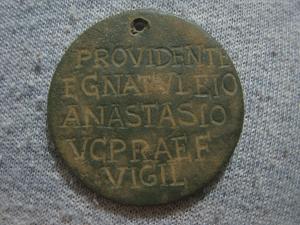 PROVIDENTE
EGNATVLEIO
ANASTASIO
VCPRAEF
VIGIL